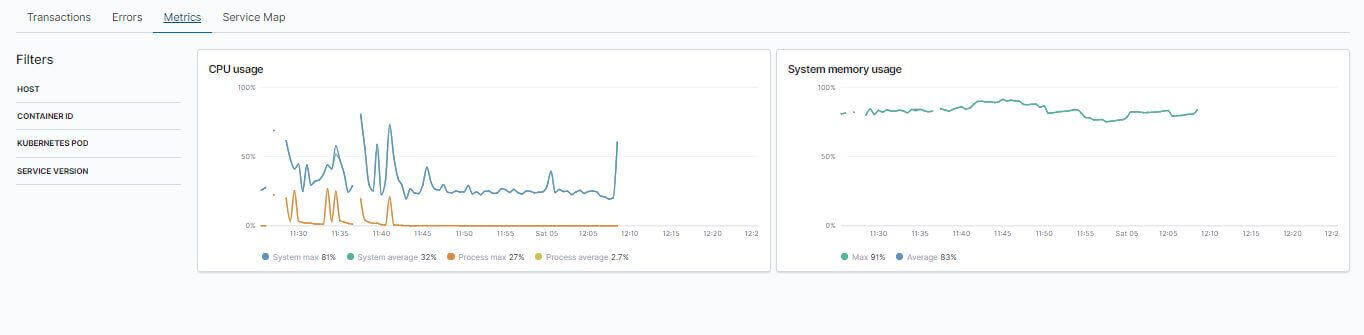 Transactions Errors Metrics Service Map
Filters
HOST
CONTAINER ID
KUBERNETES POD
SERVICE VERSION
CPU usage
100%
50%
0%
11:30 11:35 11:40 11:45 11:50 11:55 Sat 05 12:05 12:10 12:15 12:20 12:2
System max 81% System average 32% Process max 27% Process average 2.7%
System memory usage
100%
50%
0%
11:30 11:35 11:40 11:45 11:50 11:55 Sat 05 12:05 12:10 12:15 12:20 12:2
Max 91% Average 83%